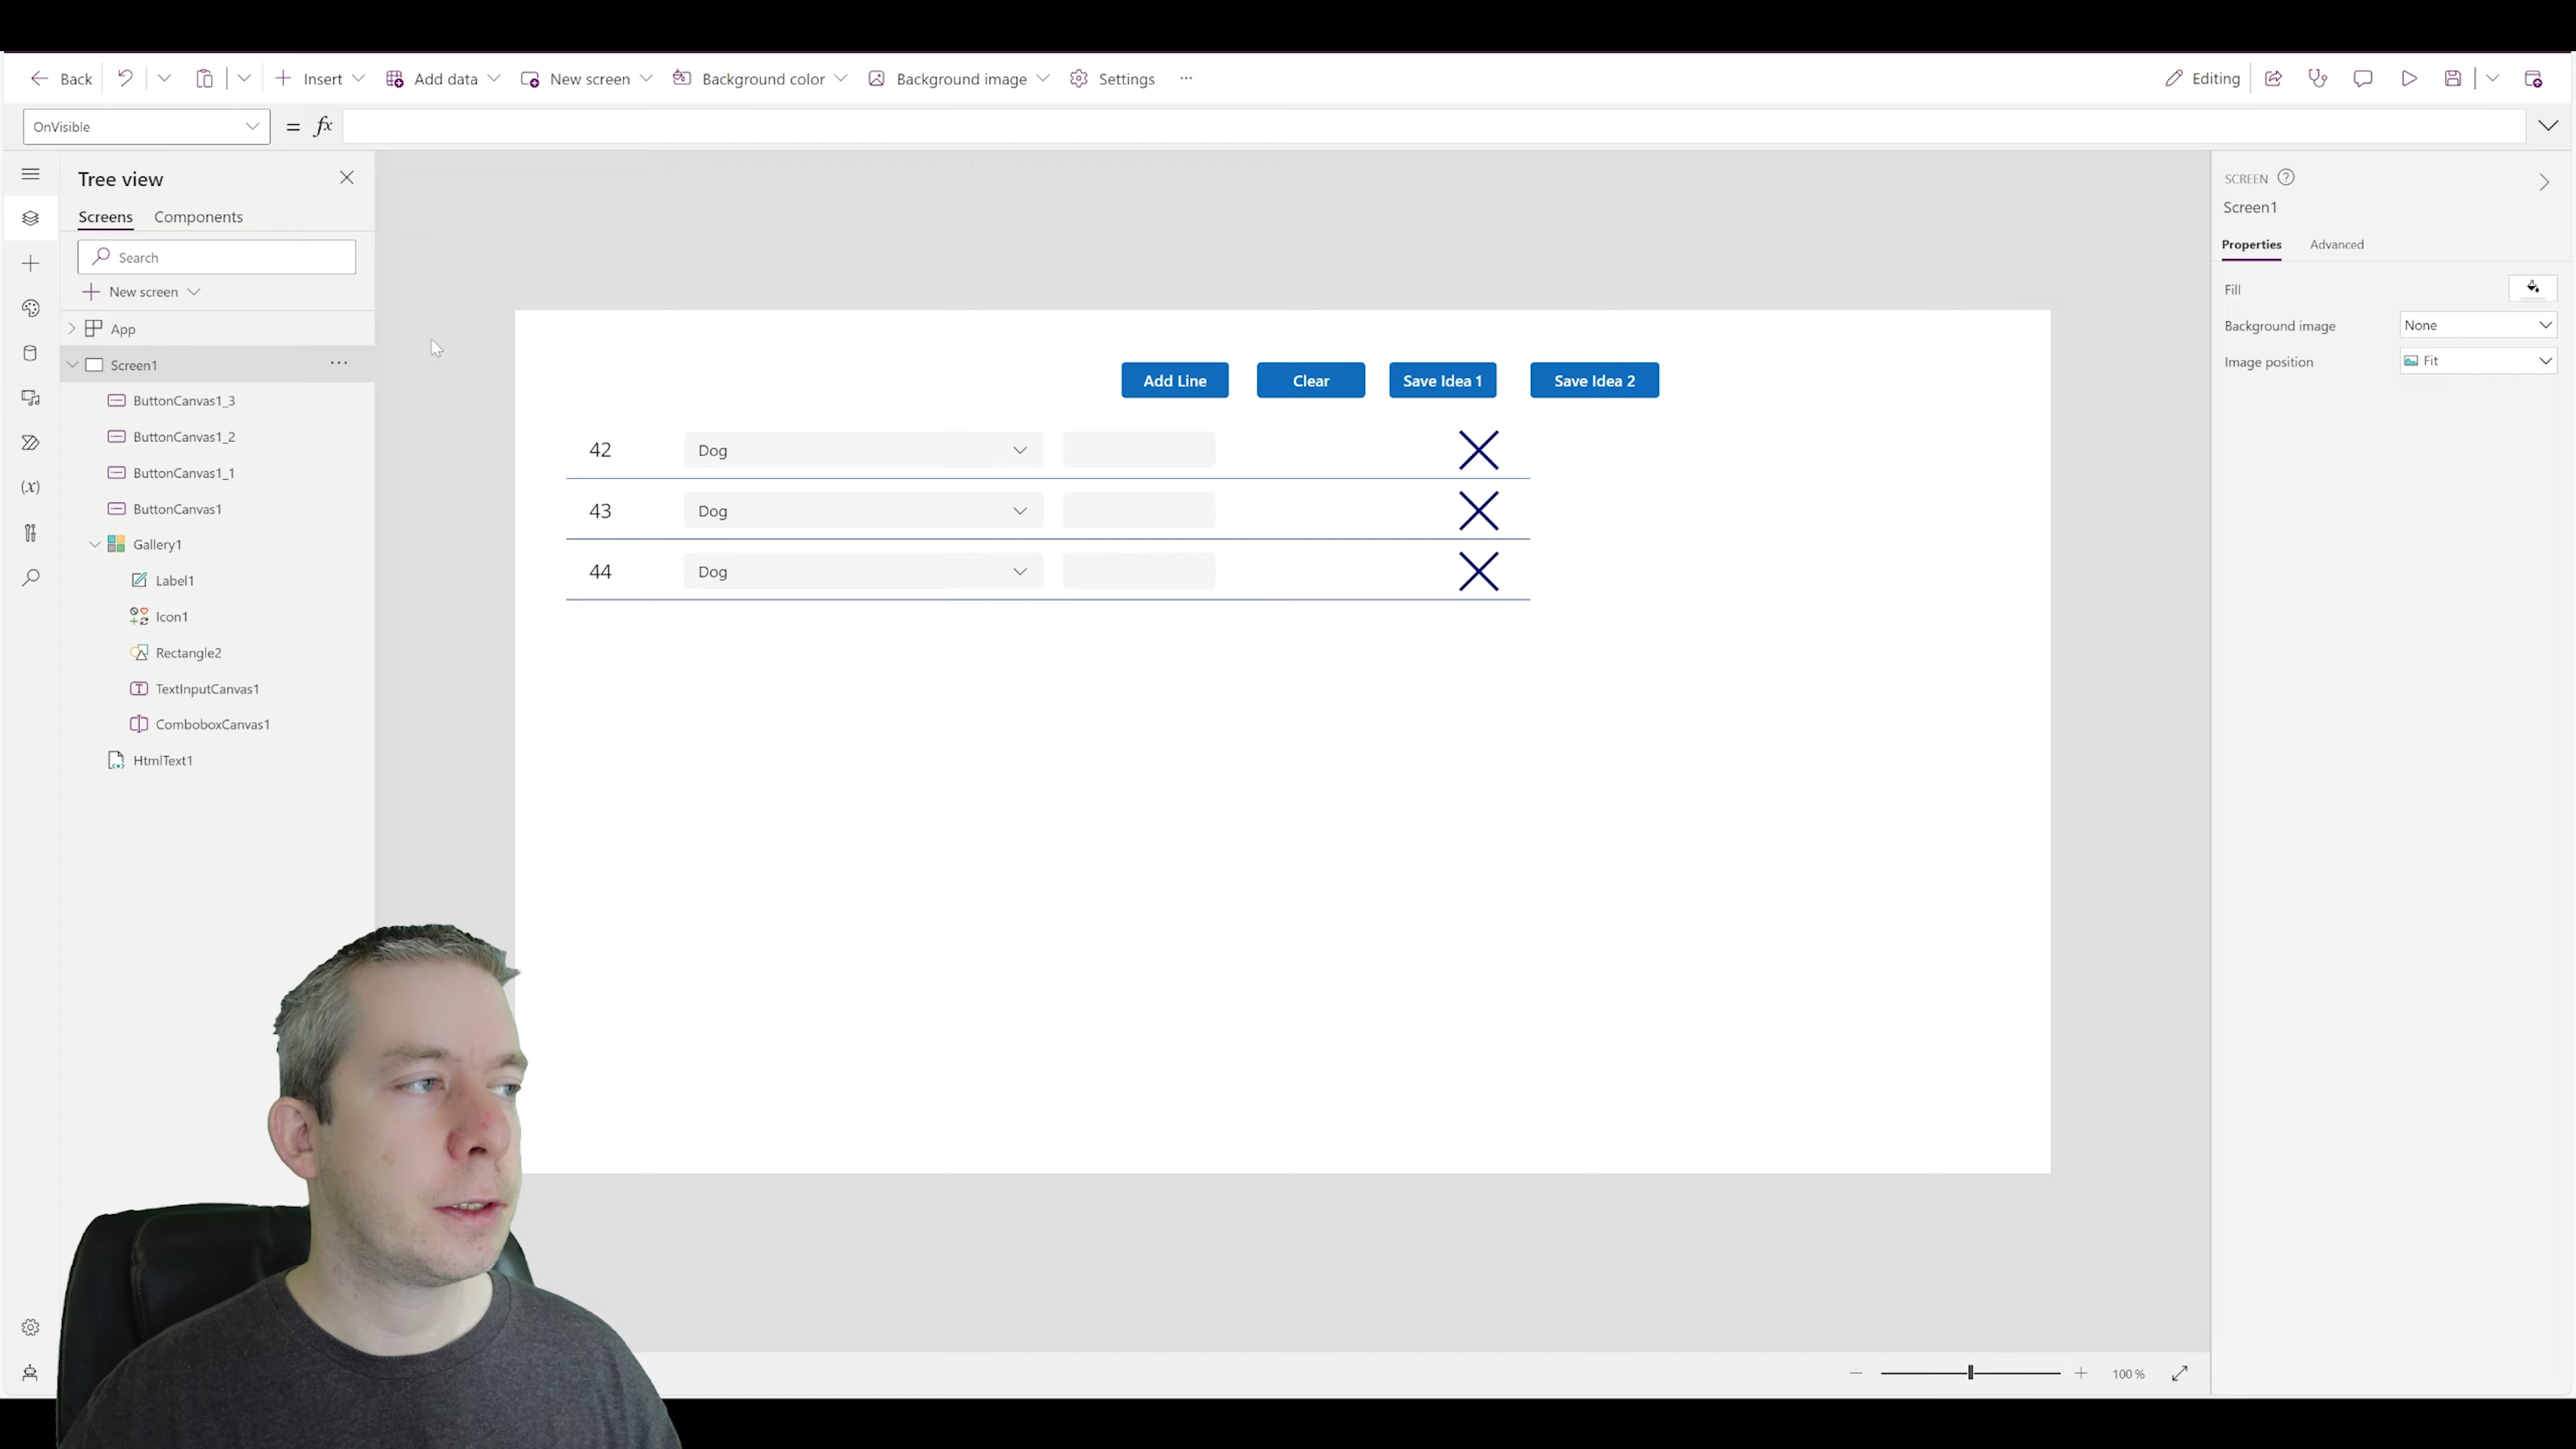 Back
Insert
Add data
New screen
Background color
Background image
Settings
...
Editing
OnVisible
= fx
Tree view
Screens Components
Search
New screen
App
Screen1 ...
ButtonCanvas1_3
ButtonCanvas1_2
ButtonCanvas1_1
ButtonCanvas1
Gallery1
Label1
Icon1
Rectangle2
TextInputCanvas1
ComboboxCanvas1
HtmlText1
Add Line
Clear
Save Idea 1
Save Idea 2
42 Dog
43 Dog
44 Dog
SCREEN
Screen1
Properties Advanced
Fill
Background image None
Image position Fit
100 %